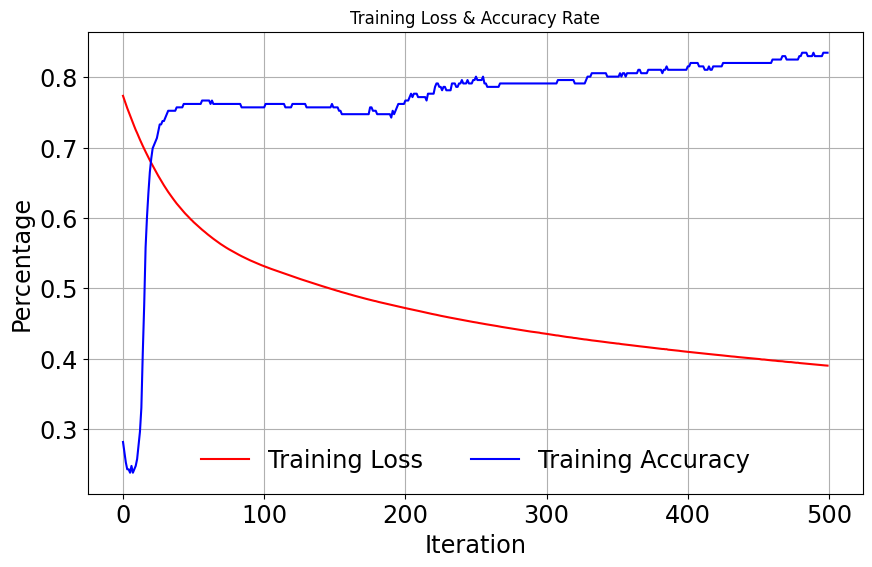 Training Loss & Accuracy Rate
0.8
0.7
0.6
0.5
0.4
0.3
Percentage
Training Loss
Training Accuracy
0 100 200 300 400 500
Iteration